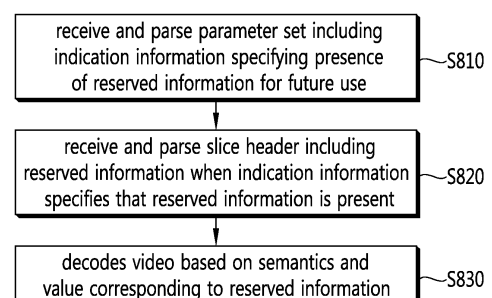 receive and parse parameter set including
indication information specifying presence
of reserved information for future use
S810
receive and parse slice header including
reserved information when indication information
specifies that reserved information is present
S820
decodes video based on semantics and
value corresponding to reserved information
S830